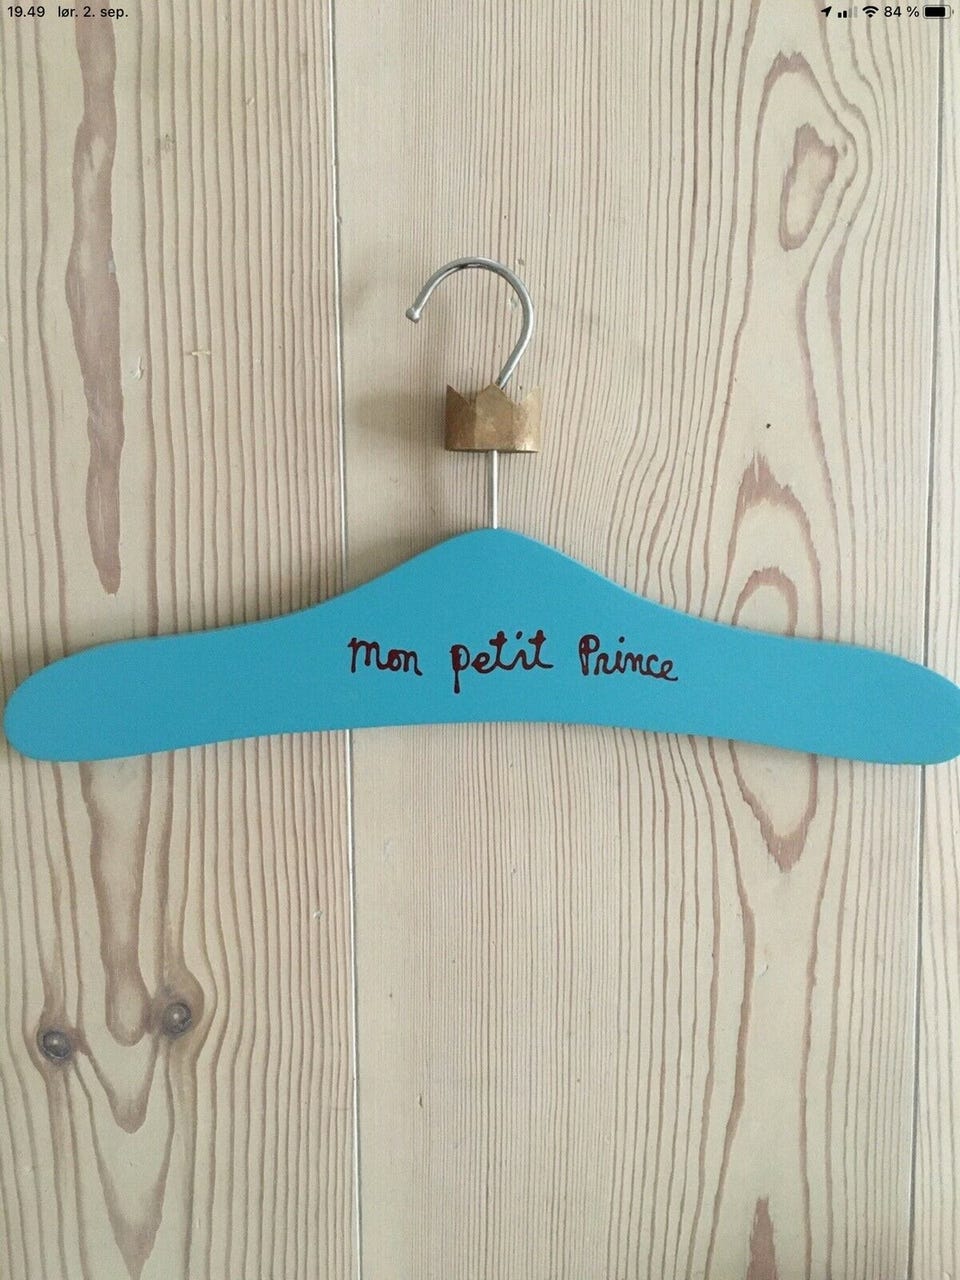 19.49 lør. 2. sep. 84 %
mon petit Prince